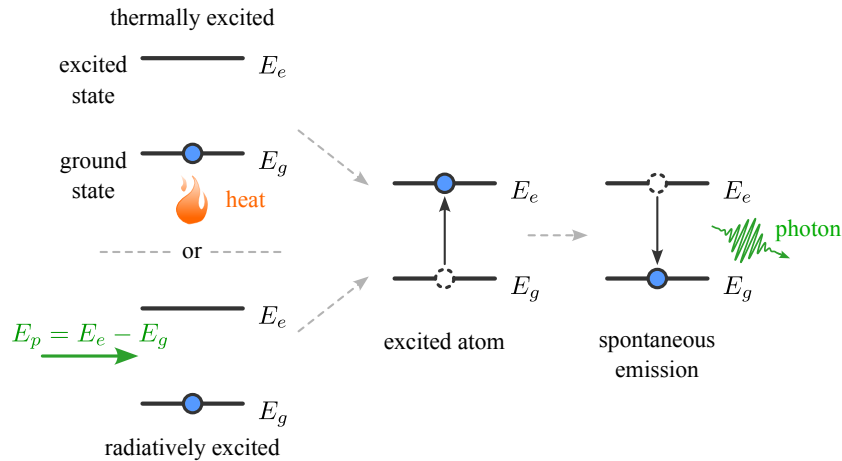 thermally excited
excited
state
E_e
ground
state
E_g
heat
or
E_e
E_p = E_e − E_g
E_g
radiatively excited
E_e
E_g
excited atom
E_e
photon
E_g
spontaneous
emission